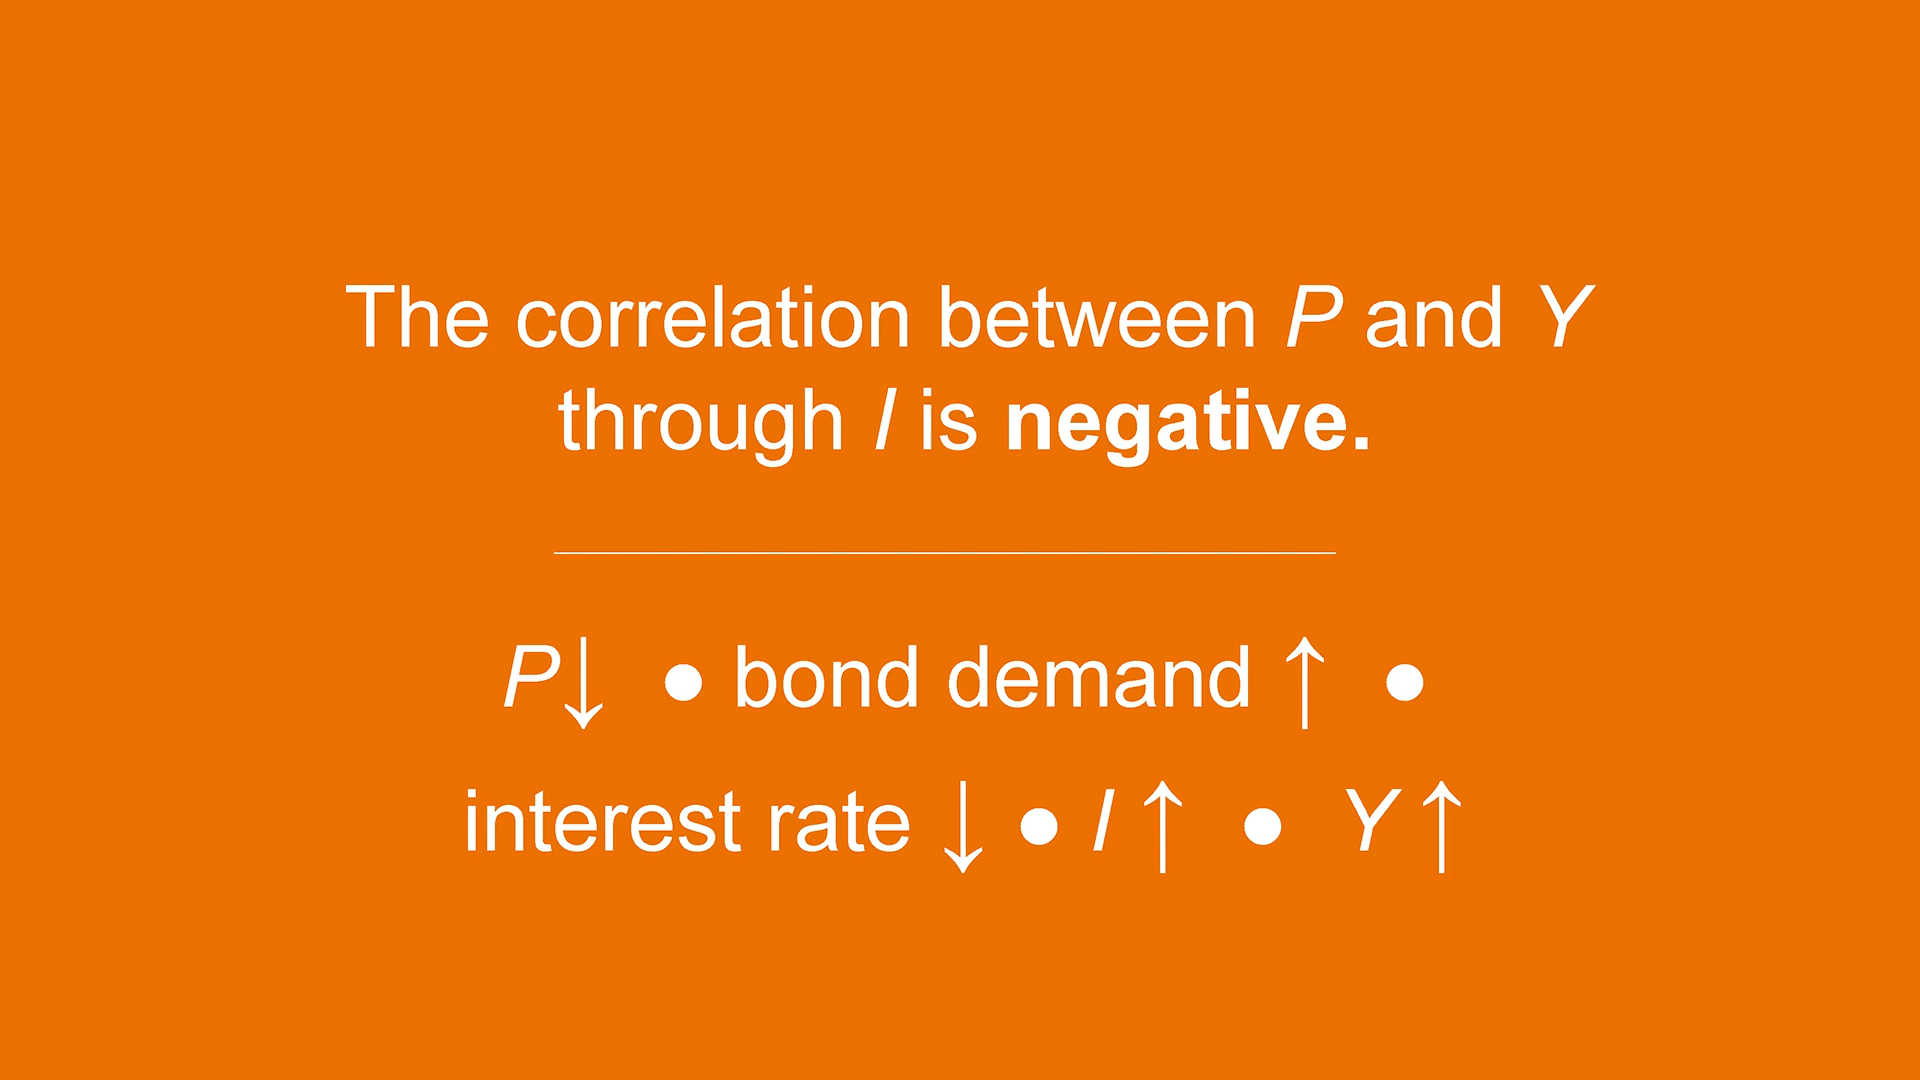 The correlation between P and Y
through I is negative.
P↓ ● bond demand ↑ ●
interest rate ↓ ● I ↑ ● Y ↑